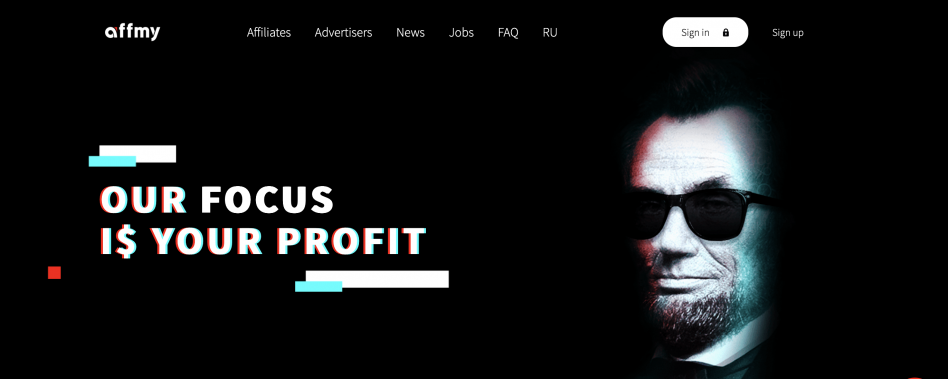 affmy
Affiliates Advertisers News Jobs FAQ RU
Sign in Sign up
OUR FOCUS
I$ YOUR PROFIT